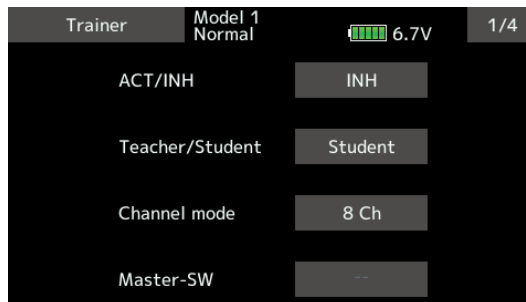 Trainer
Model 1
Normal
6.7V
1/4
ACT/INH INH
Teacher/Student Student
Channel mode 8 Ch
Master-SW --